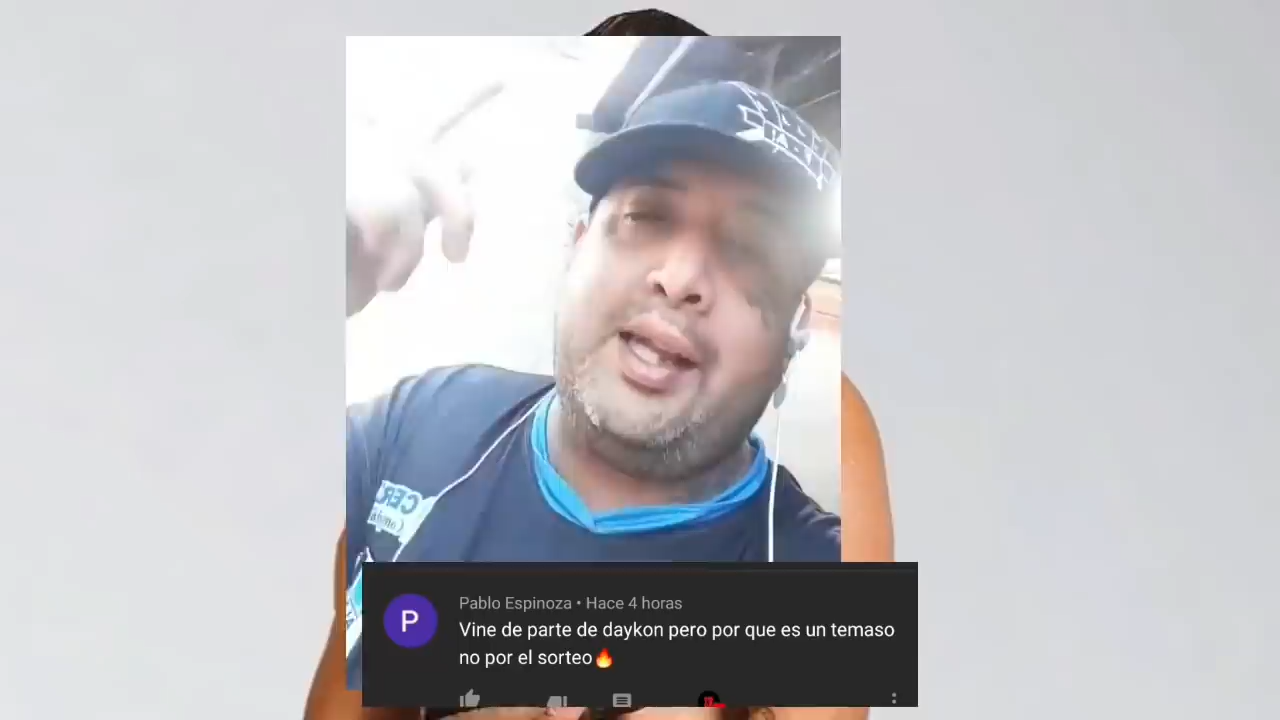 P
Pablo Espinoza • Hace 4 horas
Vine de parte de daykon pero por que es un temaso
no por el sorteo🔥